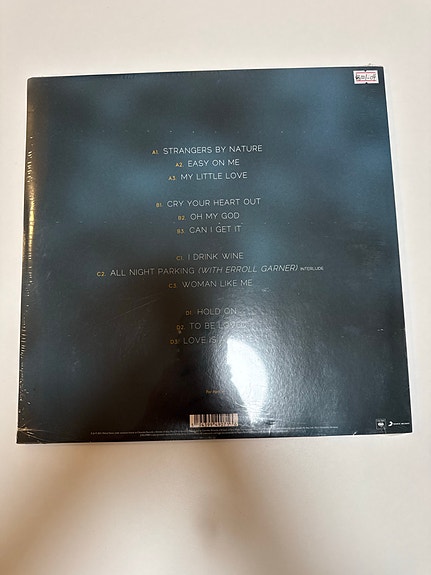 A1. STRANGERS BY NATURE
A2. EASY ON ME
A3. MY LITTLE LOVE
B1. CRY YOUR HEART OUT
B2. OH MY GOD
B3. CAN I GET IT
C1. I DRINK WINE
C2. ALL NIGHT PARKING (WITH ERROLL GARNER) INTERLUDE
C3. WOMAN LIKE ME
D1. HOLD ON
D2. TO BE
D3. LOVE IS
For